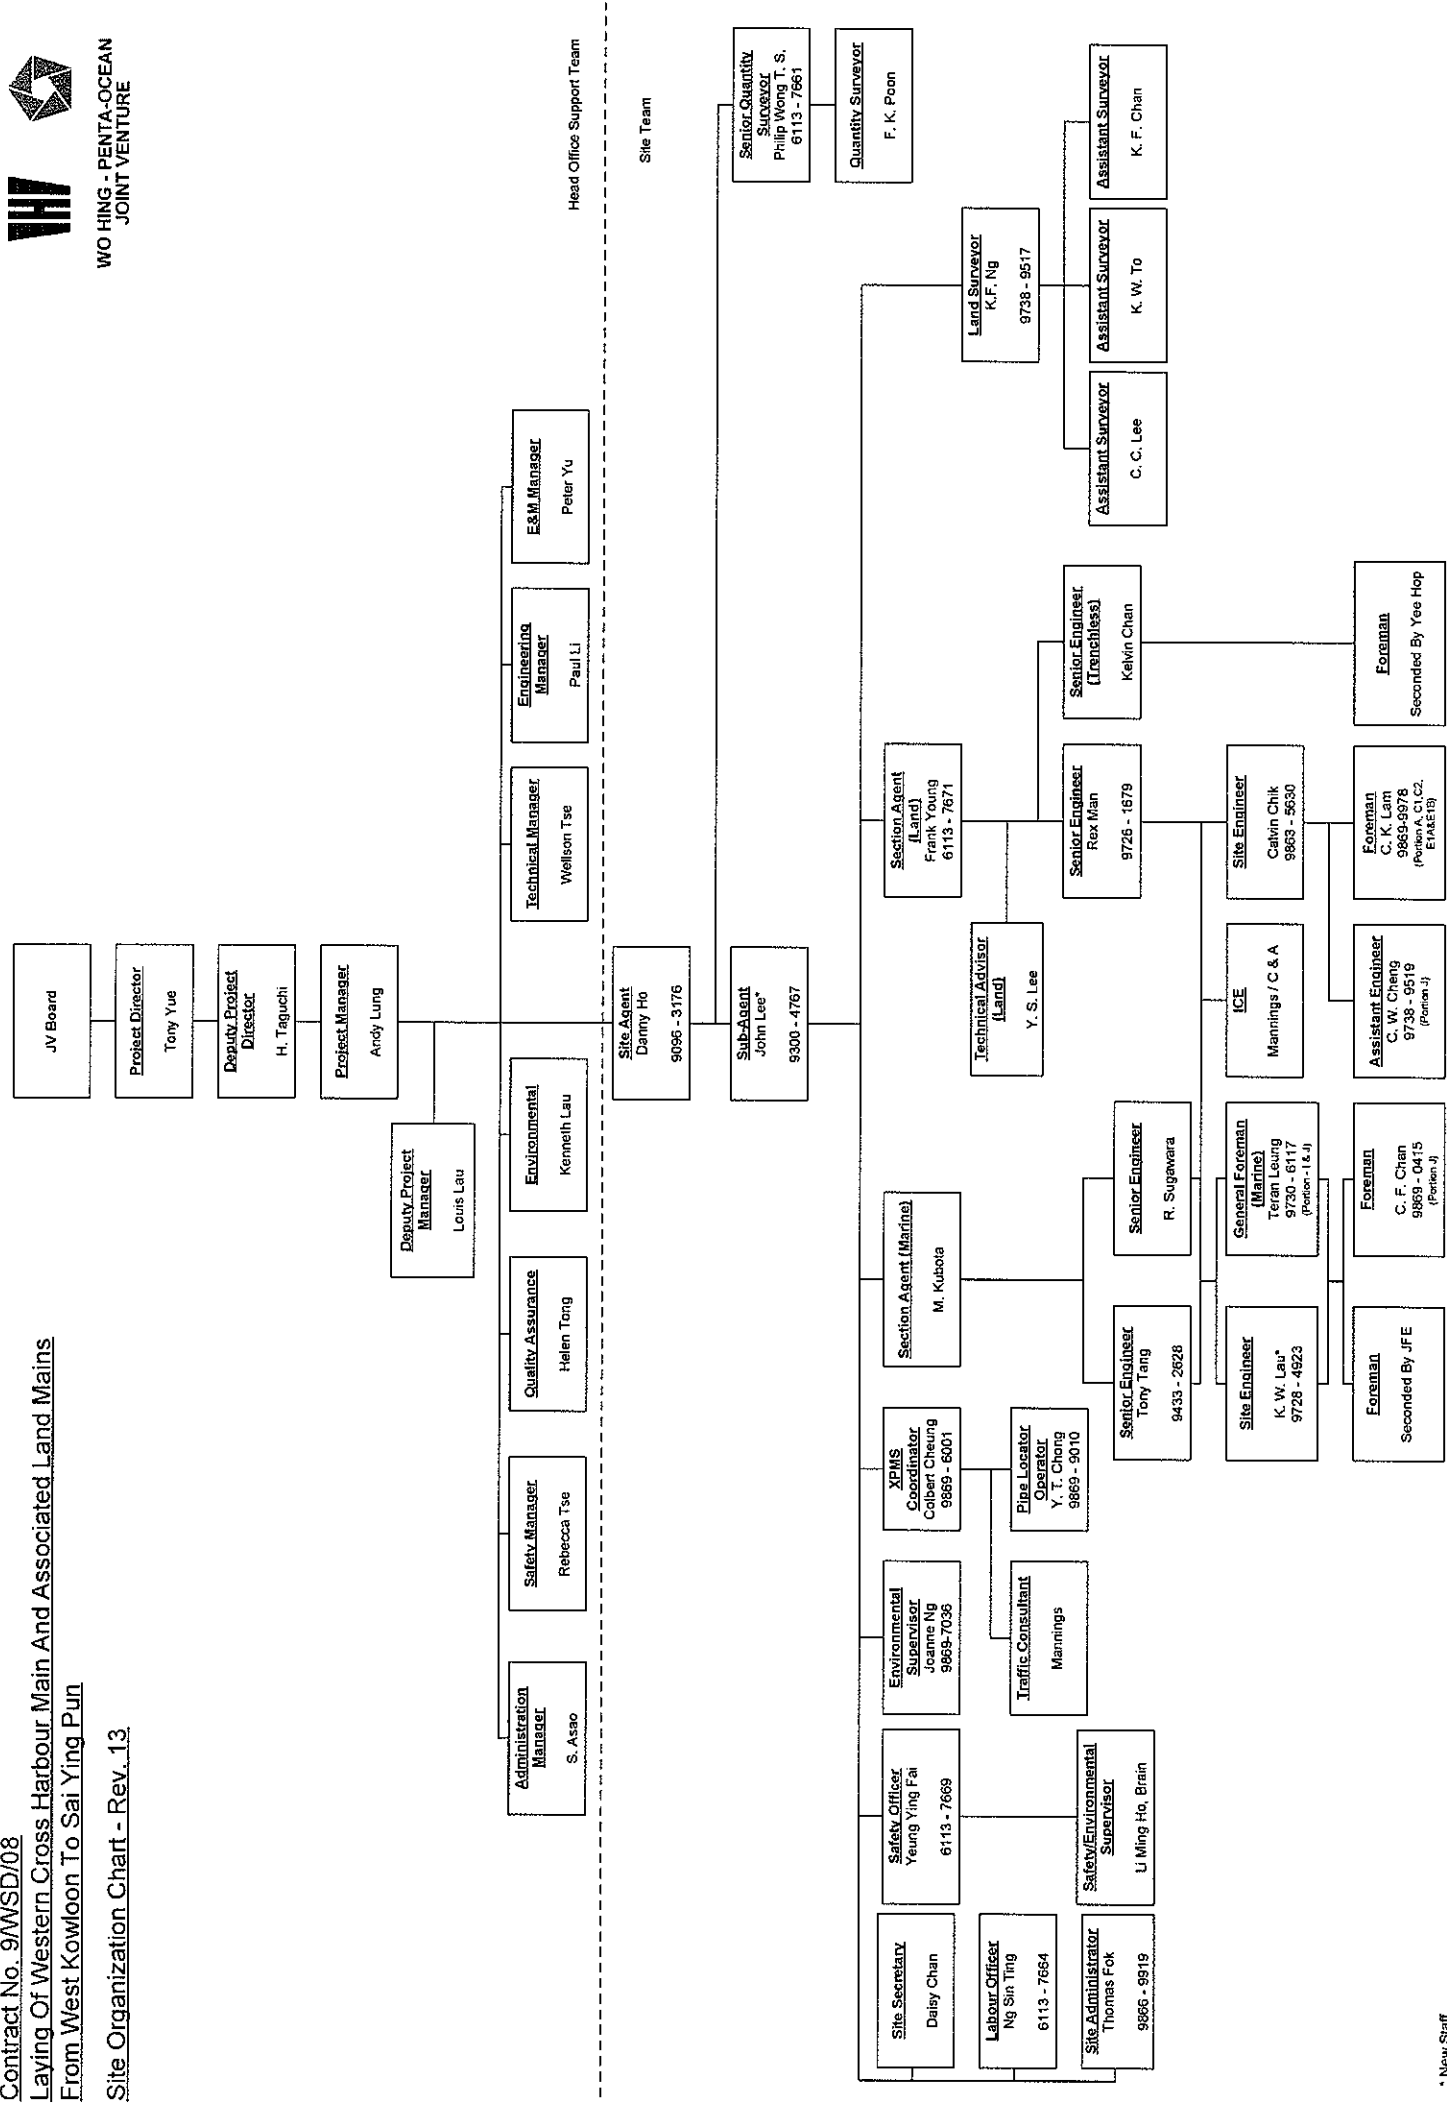 Contract No. 9/WSD/08
Laying Of Western Cross Harbour Main And Associated Land Mains
From West Kowloon To Sai Ying Pun
Site Organization Chart - Rev. 13
WO HING - PENTA-OCEAN
JOINT VENTURE
JV Board
Project Director
Tony Yue
Deputy Project
Director
H. Taguchi
Project Manager
Andy Lung
Deputy Project
Manager
Louis Lau
Administration
Manager
S. Asao
Safety Manager
Rebecca Tse
Quality Assurance
Helen Tong
Environmental
Kenneth Lau
Technical Manager
Wellson Tse
Engineering
Manager
Paul Li
E&M Manager
Peter Yu
Head Office Support Team
Site Team
Site Agent
Danny Ho
9096 - 3176
Sub-Agent
John Lee*
9300 - 4767
Senior Quantity
Surveyor
Philip Wong T. S.
6113 - 7661
Quantity Surveyor
F. K. Poon
Site Secretary
Daisy Chan
Labour Officer
Ng Sin Ting
6113 - 7664
Site Administrator
Thomas Fok
9866 - 9919
Safety Officer
Yeung Ying Fai
6113 - 7669
Safety/Environmental
Supervisor
Li Ming Ho, Brain
Environmental
Supervisor
Joanne Ng
9869-7036
XPMS
Coordinator
Colbert Cheung
9869 - 6001
Traffic Consultant
Mannings
Pipe Locator
Operator
Y. T. Chong
9869 - 9010
Section Agent (Marine)
M. Kubota
Senior Engineer
Tony Tang
9433 - 2628
Senior Engineer
R. Sugawara
Site Engineer
K. W. Lau*
9728 - 4923
General Foreman
(Marine)
Teran Leung
9730 - 6117
(Portion - I & J)
Foreman
Seconded By JFE
Foreman
C. F. Chan
9869 - 0415
(Portion J)
Section Agent
(Land)
Frank Young
6113 - 7671
Technical Advisor
(Land)
Y. S. Lee
Senior Engineer
Rex Man
9726 - 1679
Senior Engineer
(Trenchless)
Kelvin Chan
ICE
Mannings / C & A
Site Engineer
Calvin Chik
9863 - 5630
Assistant Engineer
C. W. Cheng
9738 - 9519
(Portion J)
Foreman
C. K. Lam
9869-9978
(Portion A, C1,C2,
E1A&E1B)
Foreman
Seconded By Yee Hop
Land Surveyor
K.F. Ng
9738 - 9517
Assistant Surveyor
C. C. Lee
Assistant Surveyor
K. W. To
Assistant Surveyor
K. F. Chan
* New Staff